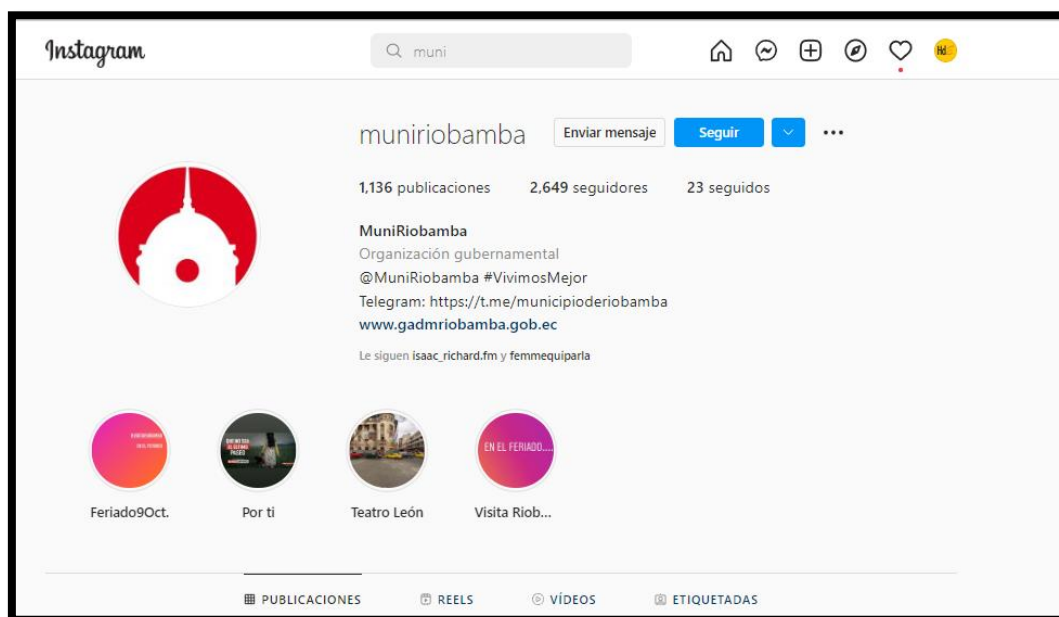 Instagram
muni
Hd
muniriobamba Enviar mensaje Seguir
1,136 publicaciones 2,649 seguidores 23 seguidos
MuniRiobamba
Organización gubernamental
@MuniRiobamba #VivimosMejor
Telegram: https://t.me/municipioderiobamba
www.gadmriobamba.gob.ec
Le siguen isaac_richard.fm y femmequiparla
EN EL FERIADO....
Feriado9Oct. Por ti Teatro León Visita Riob...
PUBLICACIONES REELS VÍDEOS ETIQUETADAS